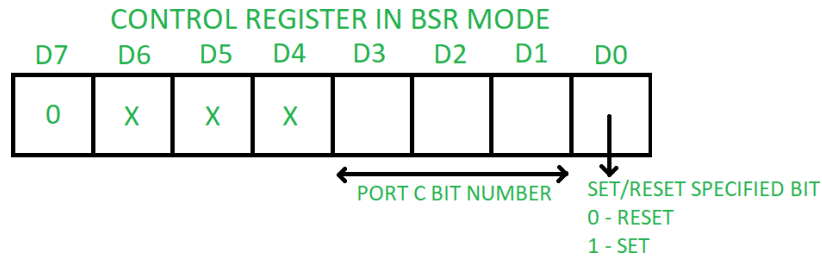 CONTROL REGISTER IN BSR MODE
D7 D6 D5 D4 D3 D2 D1 D0
0 X X X
PORT C BIT NUMBER
SET/RESET SPECIFIED BIT
0 - RESET
1 - SET